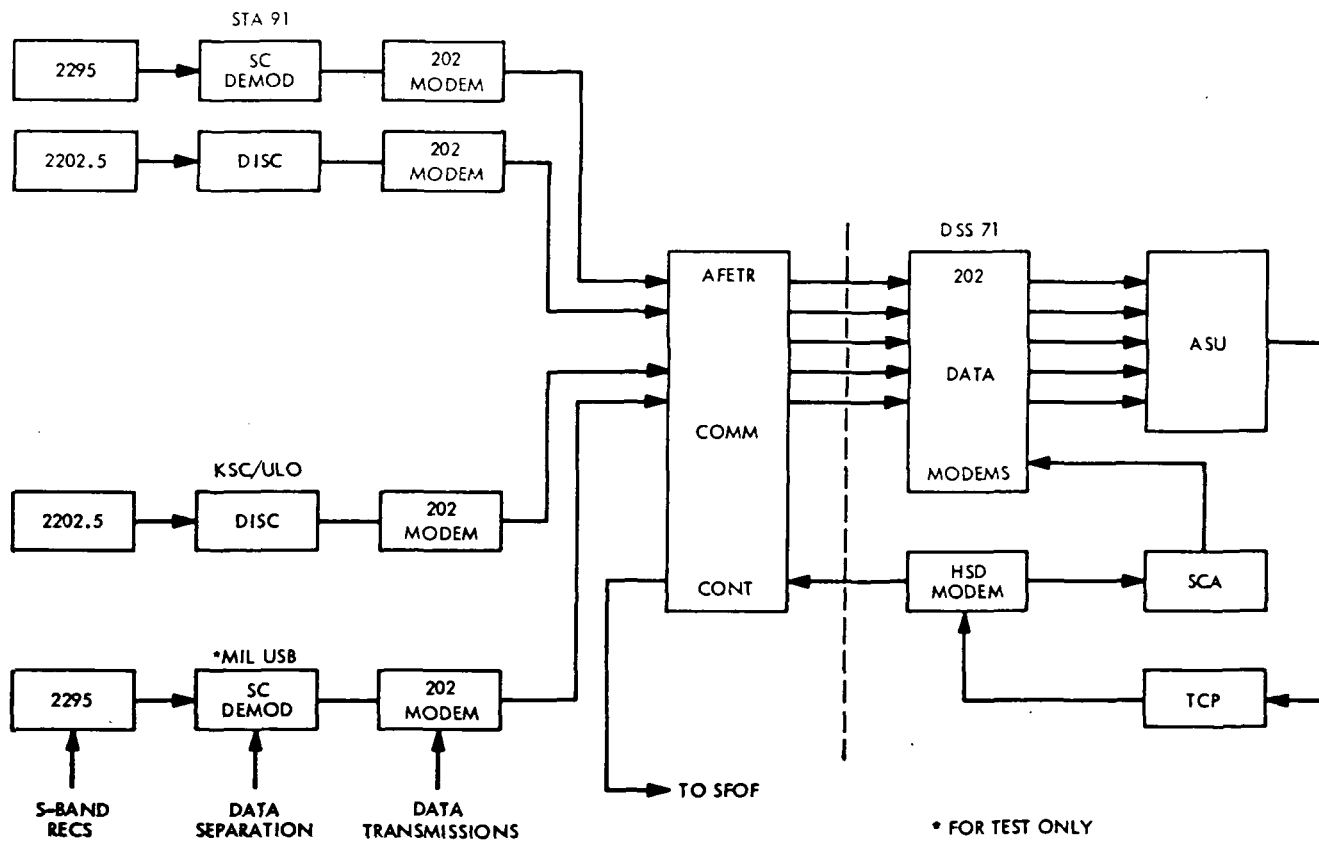 STA 91
2295
SC
DEMOD
202
MODEM
2202.5
DISC
202
MODEM
AFETR
COMM
CONT
DSS 71
202
DATA
MODEMS
ASU
KSC/ULO
2202.5
DISC
202
MODEM
HSD
MODEM
SCA
*MIL USB
2295
SC
DEMOD
202
MODEM
TCP
S-BAND
RECS
DATA
SEPARATION
DATA
TRANSMISSIONS
TO SFOF
* FOR TEST ONLY